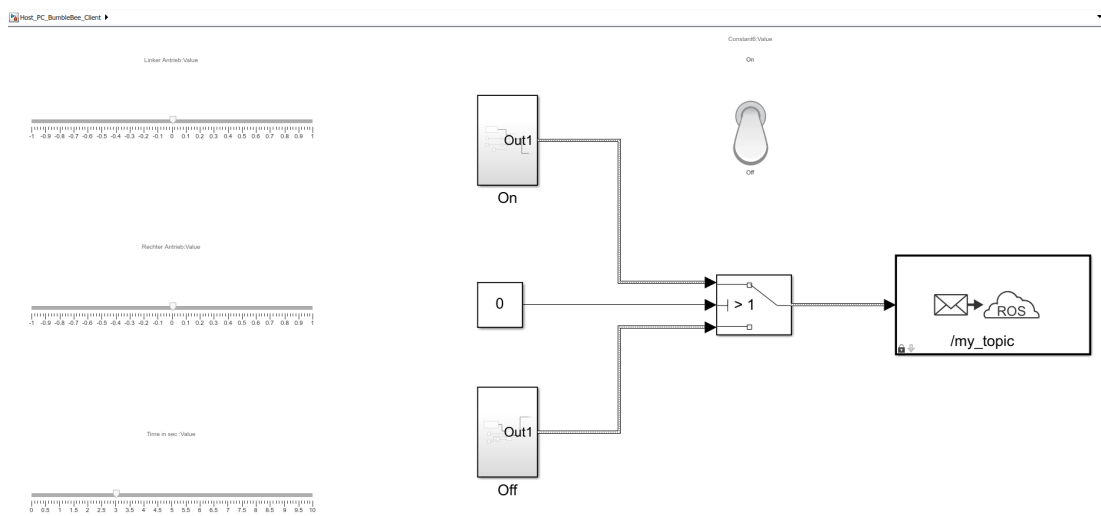 Host_PC_BumbleBee_Client
Constant6:Value
On
Linker Antrieb:Value
-1 -0.9 -0.8 -0.7 -0.6 -0.5 -0.4 -0.3 -0.2 -0.1 0 0.1 0.2 0.3 0.4 0.5 0.6 0.7 0.8 0.9 1
Out1
Off
On
Rechter Antrieb:Value
-1 -0.9 -0.8 -0.7 -0.6 -0.5 -0.4 -0.3 -0.2 -0.1 0 0.1 0.2 0.3 0.4 0.5 0.6 0.7 0.8 0.9 1
0
> 1
ROS
/my_topic
Time in sec :Value
0 0.5 1 1.5 2 2.5 3 3.5 4 4.5 5 5.5 6 6.5 7 7.5 8 8.5 9 9.5 10
Out1
Off